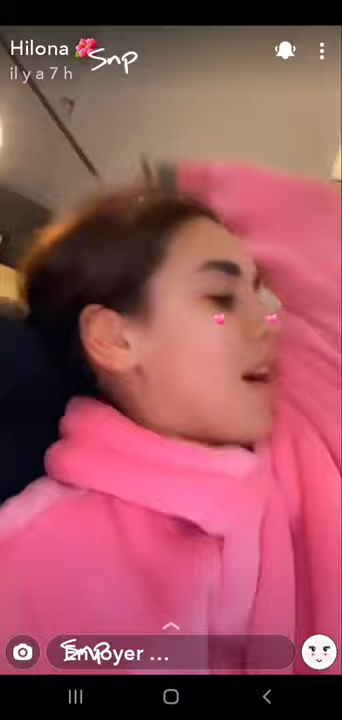 Hilona 🌺
Snp
il y a 7 h
Snp
Envoyer ...